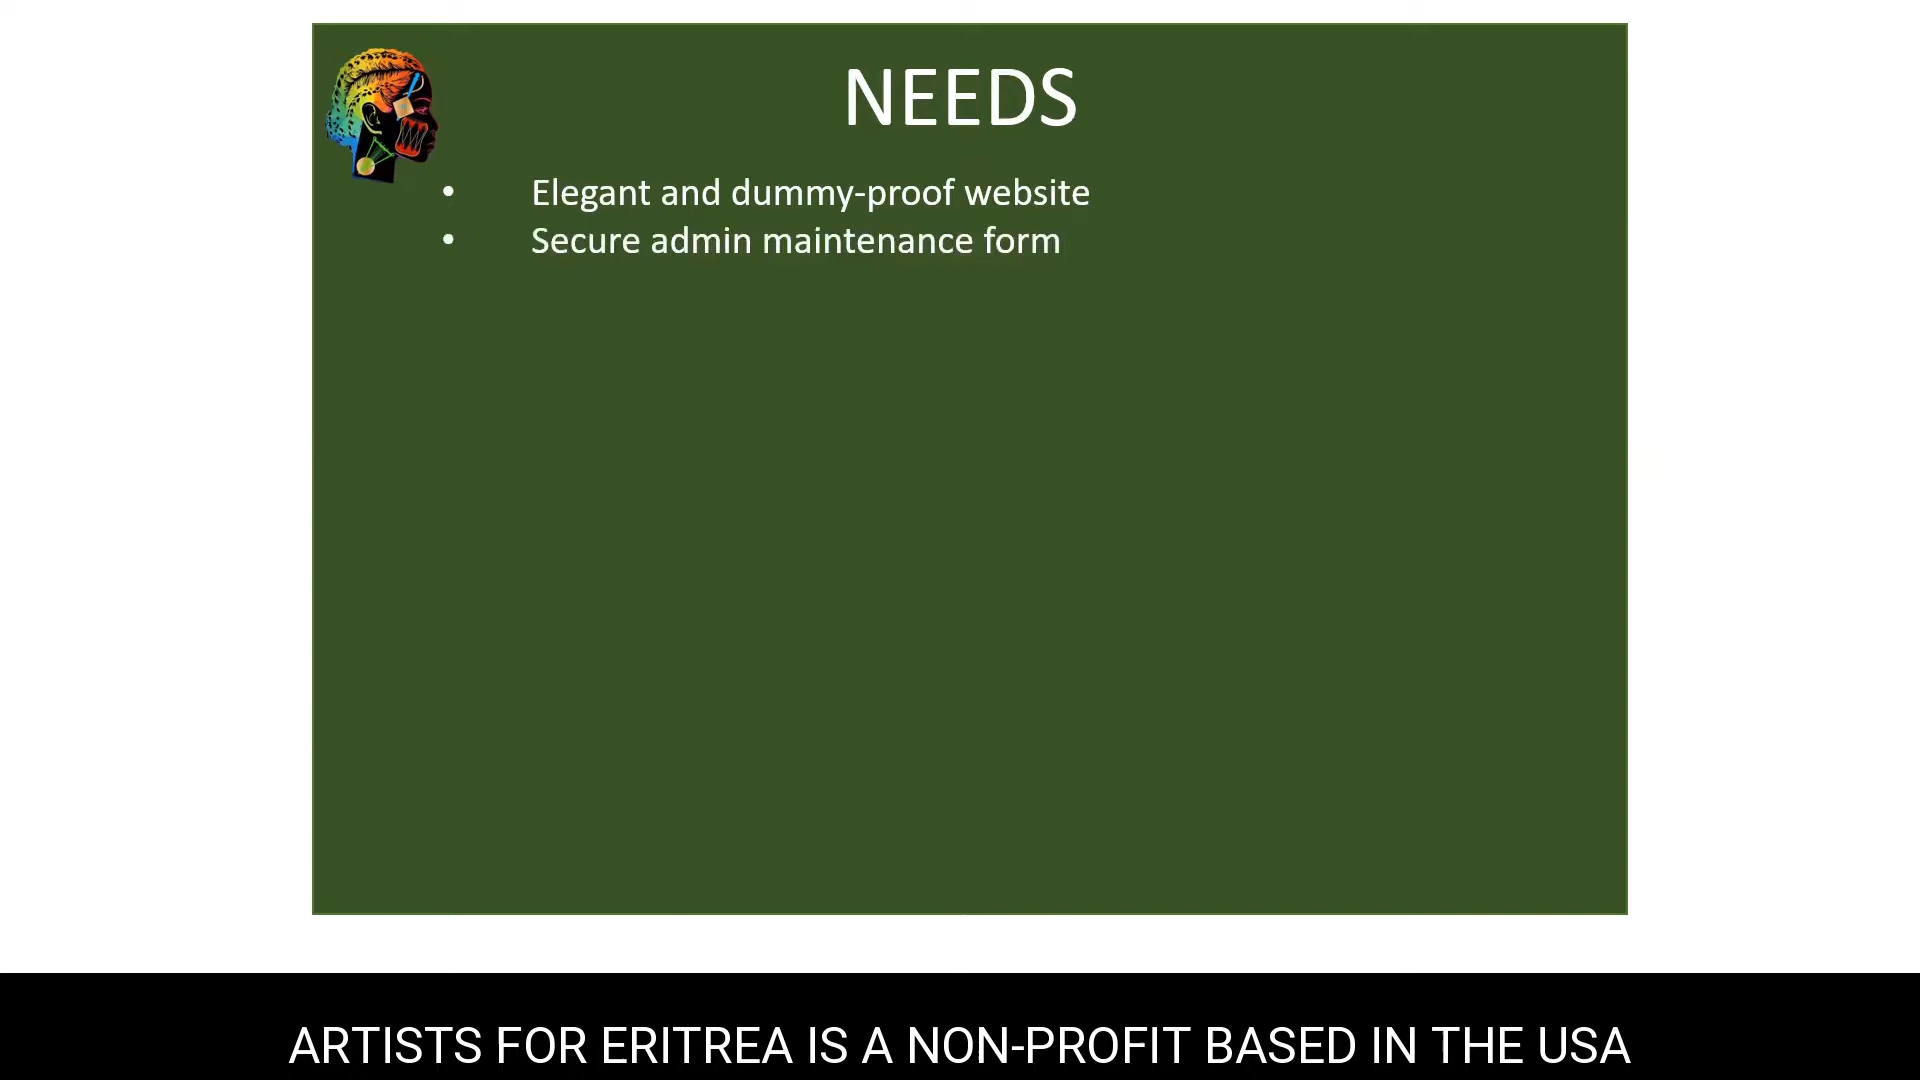 NEEDS
• Elegant and dummy-proof website
• Secure admin maintenance form
ARTISTS FOR ERITREA IS A NON-PROFIT BASED IN THE USA